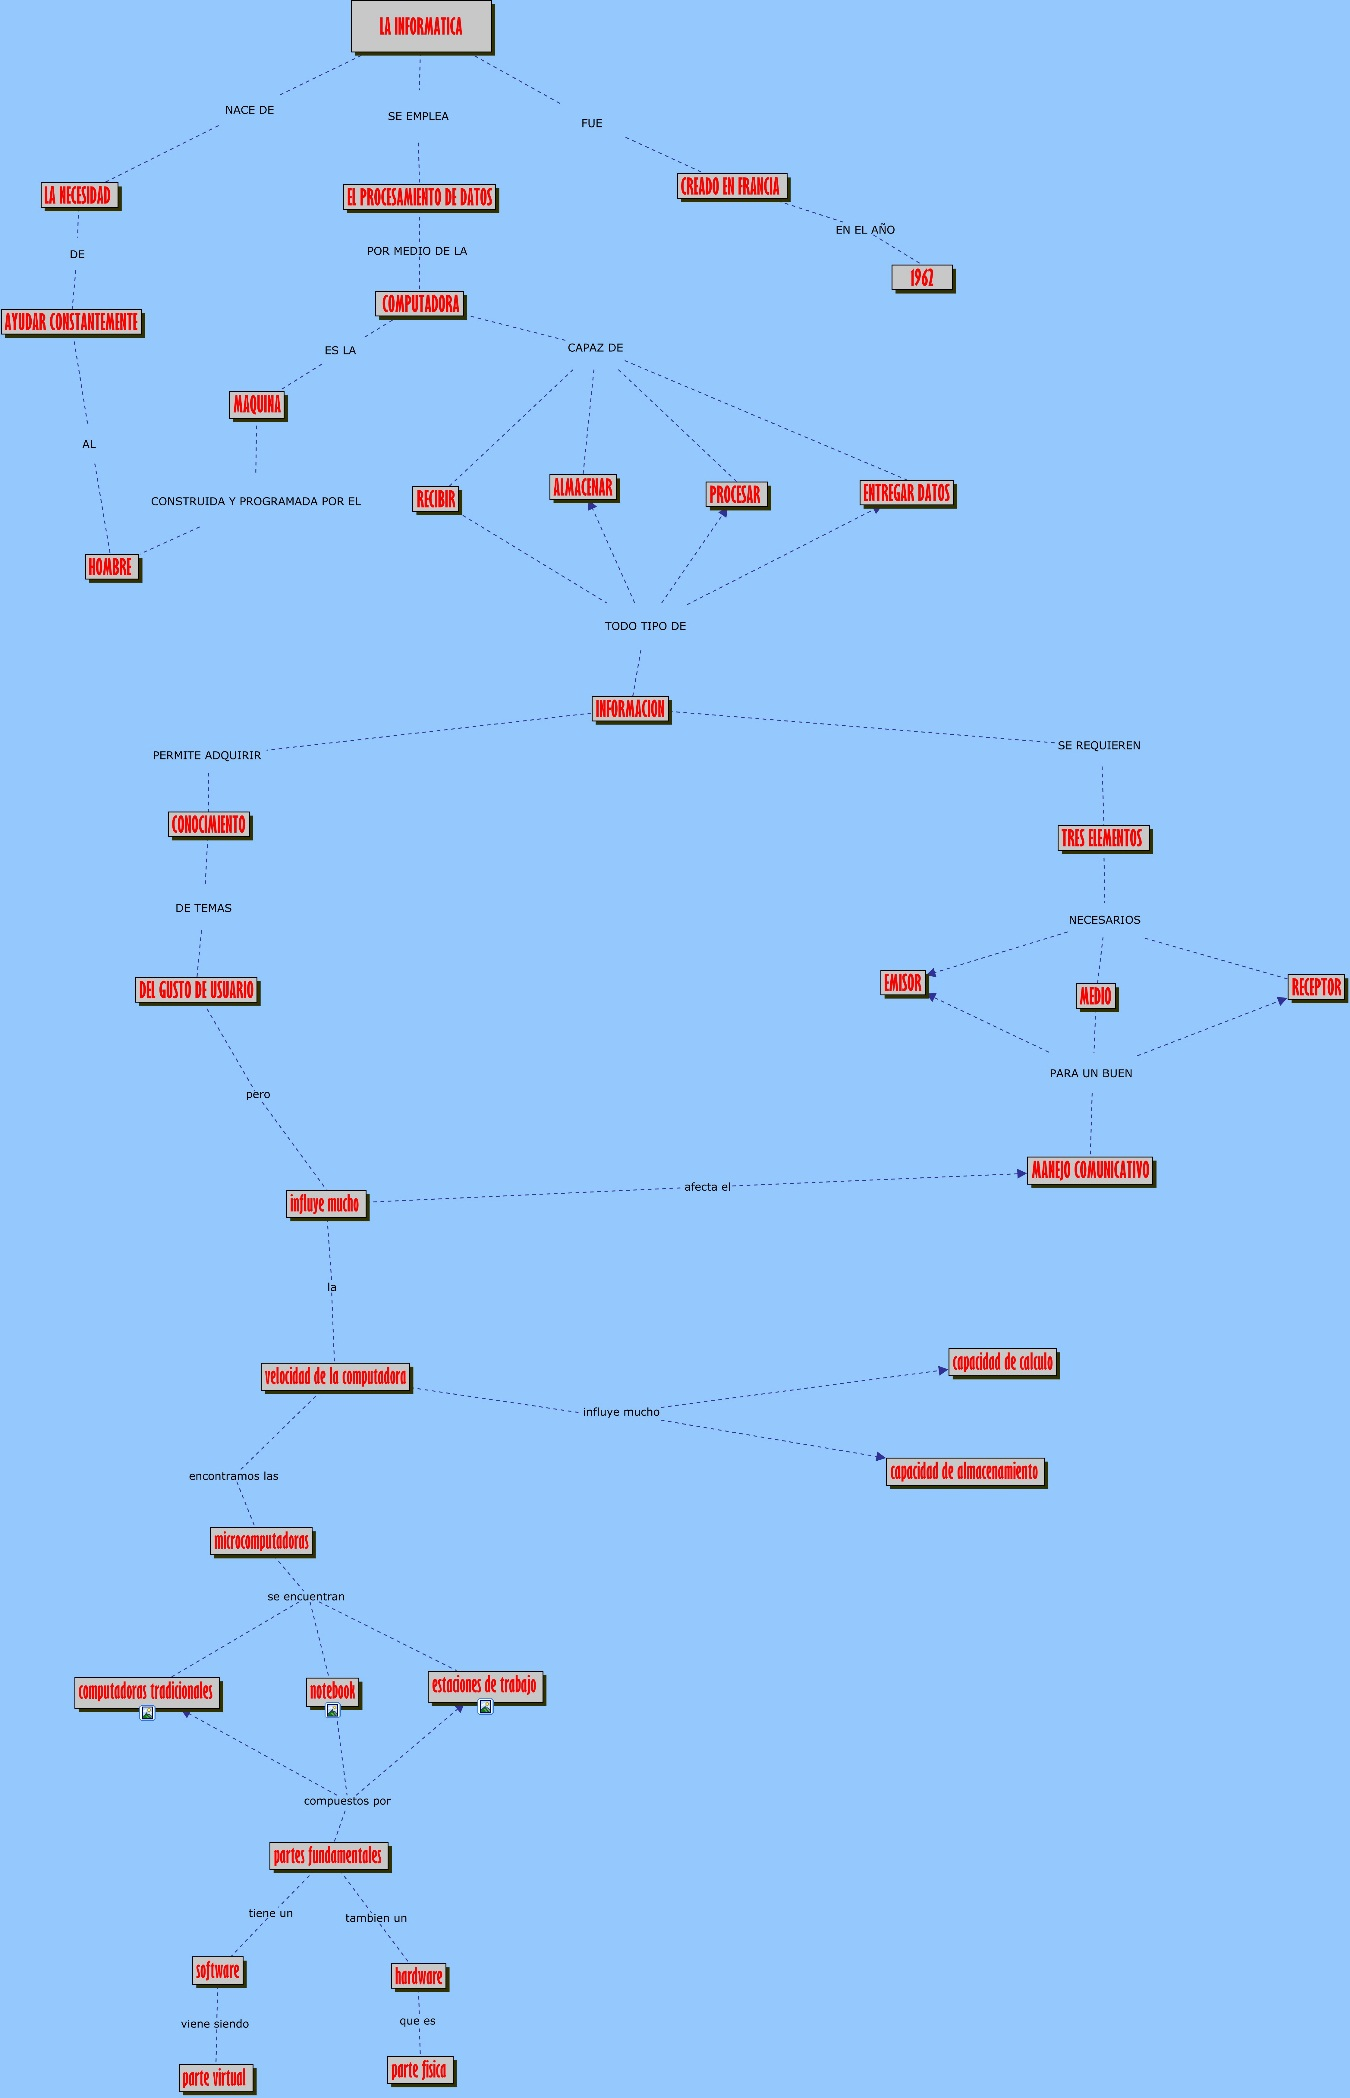 LA INFORMATICA
NACE DE
SE EMPLEA
FUE
LA NECESIDAD
EL PROCESAMIENTO DE DATOS
CREADO EN FRANCIA
DE
POR MEDIO DE LA
EN EL AÑO
AYUDAR CONSTANTEMENTE
COMPUTADORA
1962
ES LA
CAPAZ DE
MAQUINA
AL
CONSTRUIDA Y PROGRAMADA POR EL
RECIBIR
ALMACENAR
PROCESAR
ENTREGAR DATOS
HOMBRE
TODO TIPO DE
INFORMACION
PERMITE ADQUIRIR
SE REQUIEREN
CONOCIMIENTO
TRES ELEMENTOS
DE TEMAS
NECESARIOS
DEL GUSTO DE USUARIO
EMISOR
MEDIO
RECEPTOR
pero
PARA UN BUEN
influye mucho
afecta el
MANEJO COMUNICATIVO
la
velocidad de la computadora
influye mucho
capacidad de calculo
capacidad de almacenamiento
encontramos las
microcomputadoras
se encuentran
computadoras tradicionales
notebook
estaciones de trabajo
compuestos por
partes fundamentales
tiene un
tambien un
software
hardware
viene siendo
que es
parte virtual
parte fisica